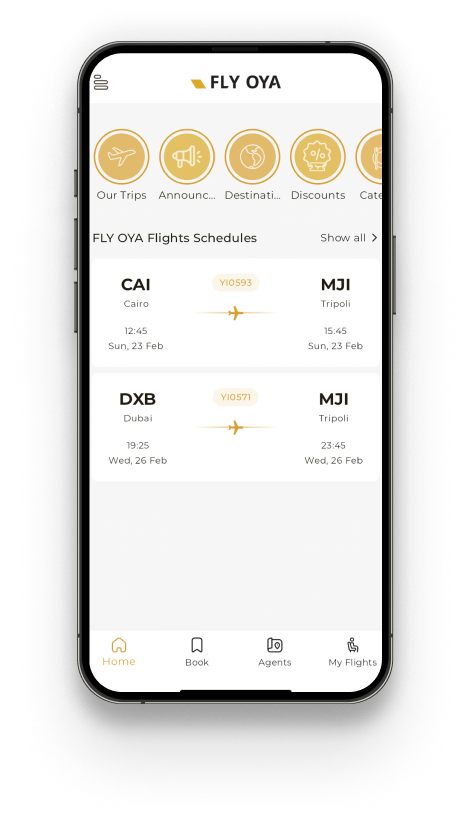 FLY OYA
Our Trips
Announc...
Destinati...
Discounts
Cate
FLY OYA Flights Schedules
Show all
CAI
YI0593
MJI
Cairo
Tripoli
12:45
15:45
Sun, 23 Feb
Sun, 23 Feb
DXB
YI0571
MJI
Dubai
Tripoli
19:25
23:45
Wed, 26 Feb
Wed, 26 Feb
Home
Book
Agents
My Flights